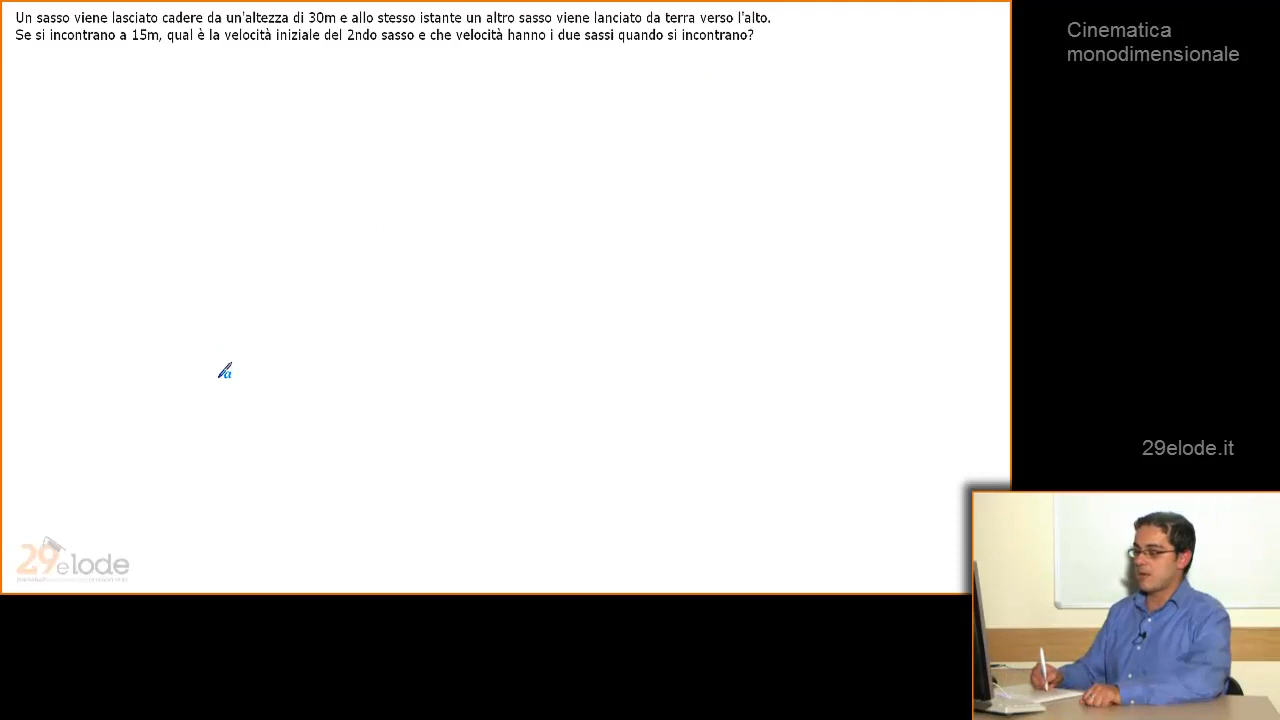 Un sasso viene lasciato cadere da un'altezza di 30m e allo stesso istante un altro sasso viene lanciato da terra verso l'alto.
Se si incontrano a 15m, qual è la velocità iniziale del 2ndo sasso e che velocità hanno i due sassi quando si incontrano?
Cinematica
monodimensionale
29elode.it
29elode